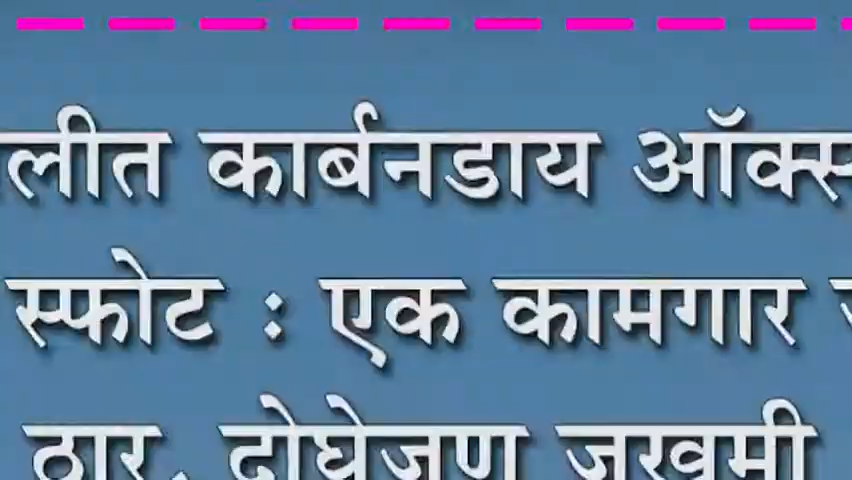 लीत कार्बनडाय ऑक्स
स्फोट : एक कामगार
ठार, दोघेजण जखमी